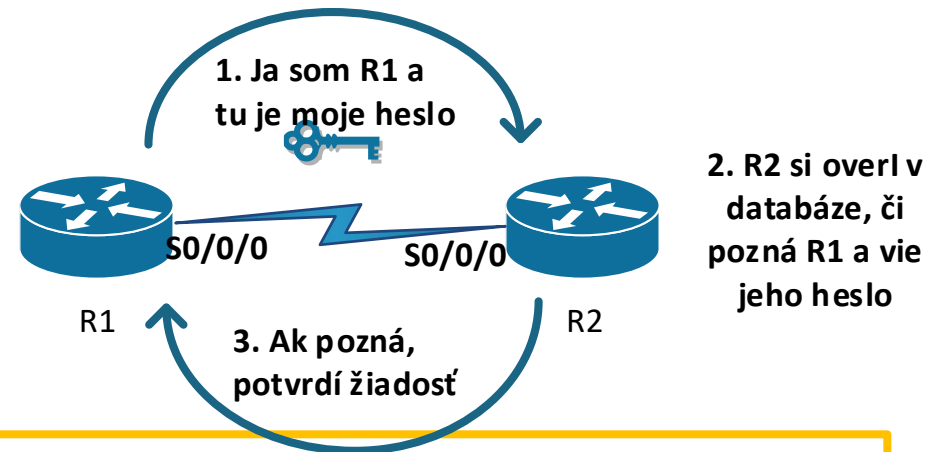 1. Ja som R1 a
tu je moje heslo
2. R2 si overI v
databáze, či
pozná R1 a vie
jeho heslo
S0/0/0
S0/0/0
R1
R2
3. Ak pozná,
potvrdí žiadosť